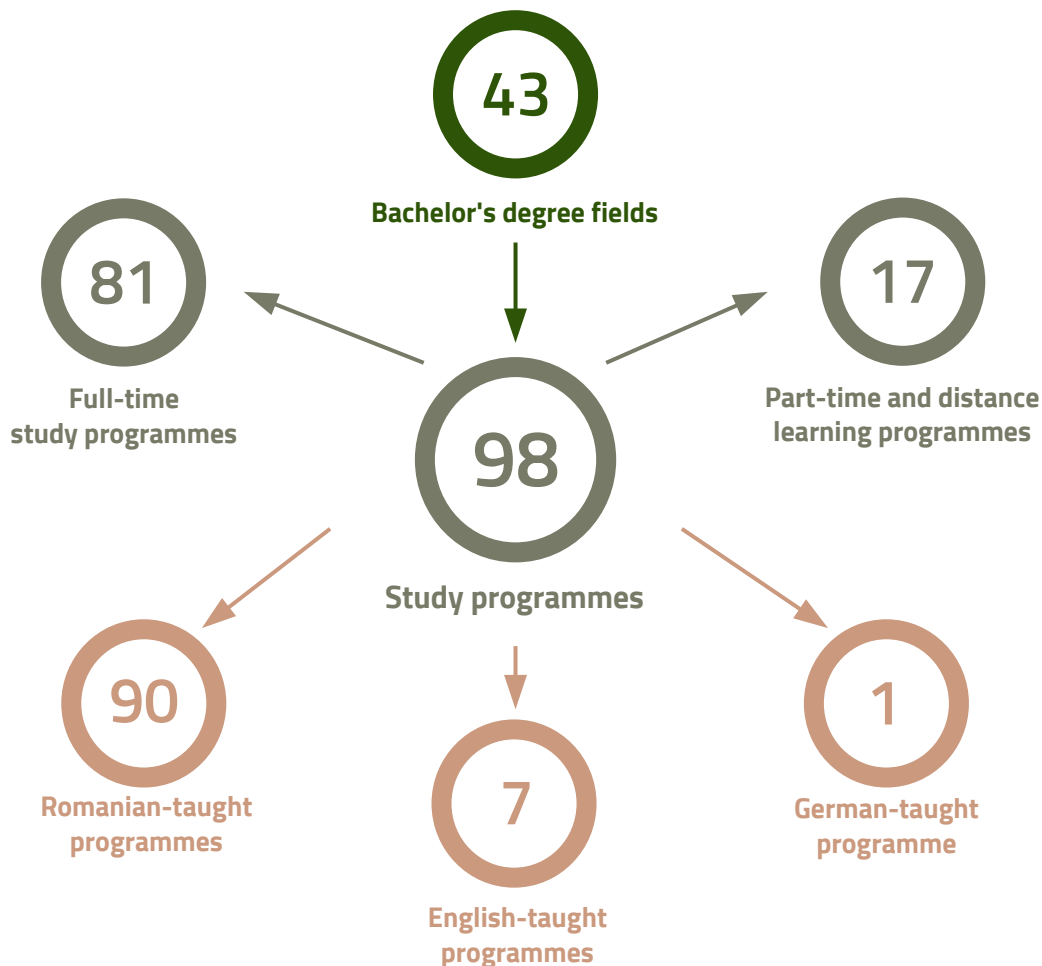 43
Bachelor's degree fields
81
Full-time
study programmes
17
Part-time and distance
learning programmes
98
Study programmes
90
Romanian-taught
programmes
7
English-taught
programmes
1
German-taught
programme